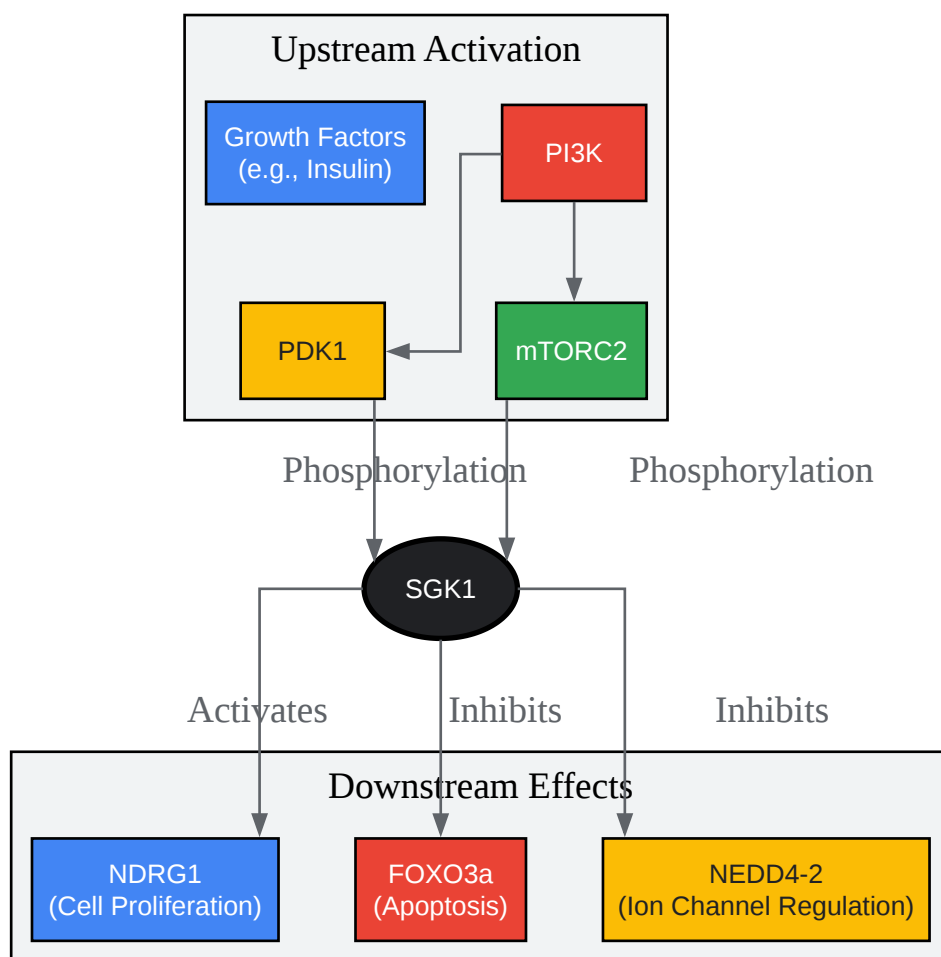 Upstream Activation
Growth Factors
(e.g., Insulin)
PI3K
PDK1
mTORC2
Phosphorylation
Phosphorylation
SGK1
Activates
Inhibits
Inhibits
Downstream Effects
NDRG1
(Cell Proliferation)
FOXO3a
(Apoptosis)
NEDD4-2
(Ion Channel Regulation)